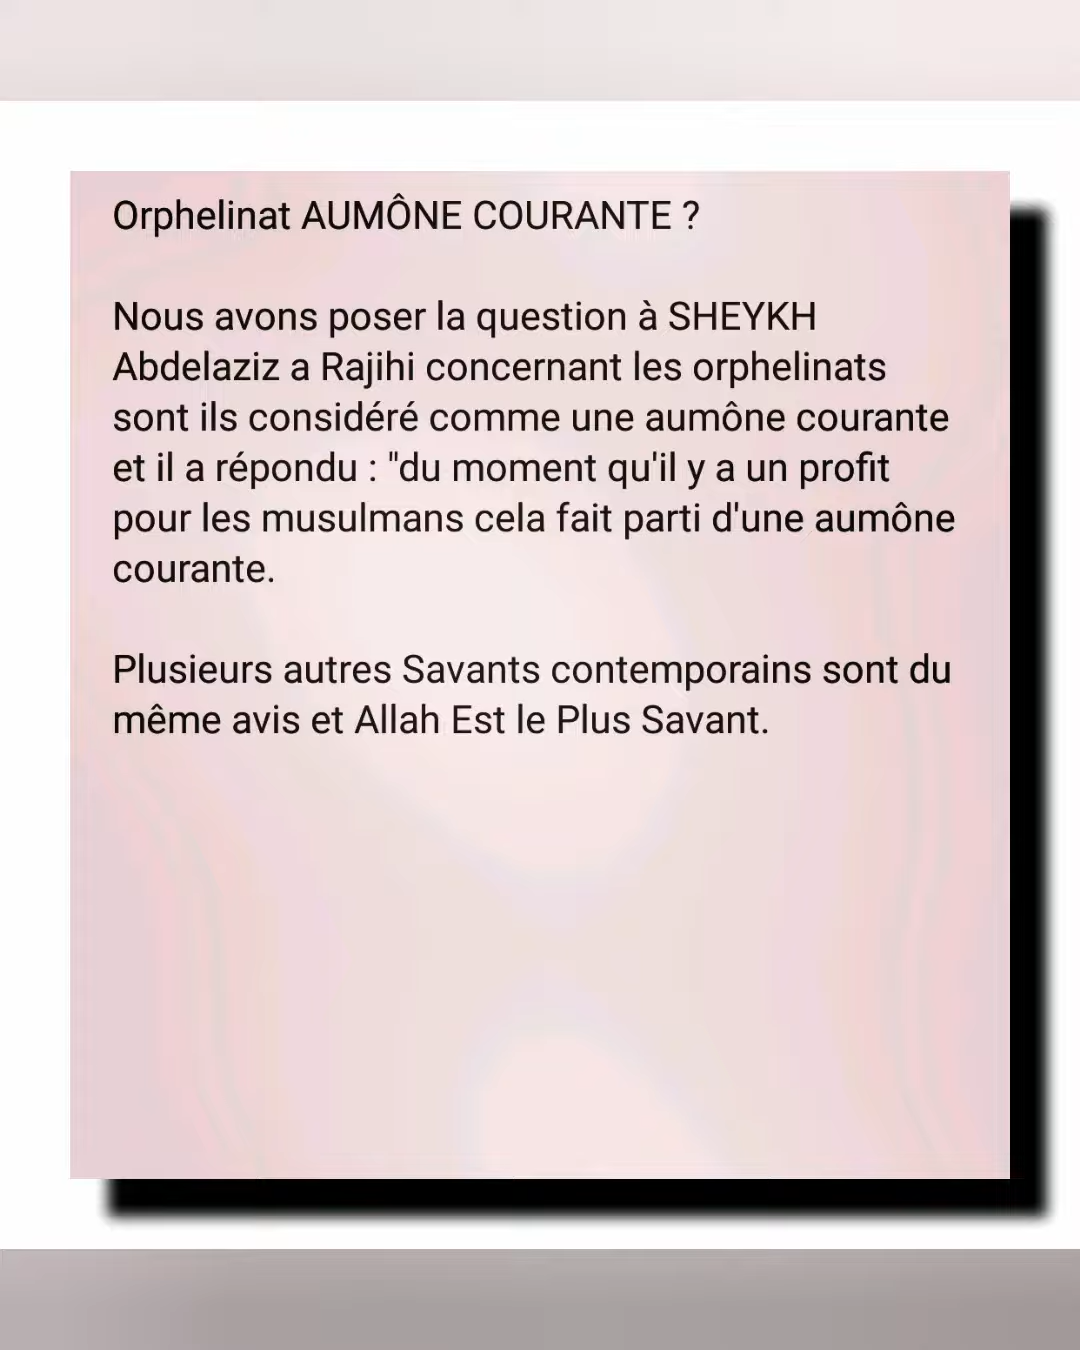 Orphelinat AUMÔNE COURANTE ?
Nous avons poser la question à SHEYKH
Abdelaziz a Rajihi concernant les orphelinats
sont ils considéré comme une aumône courante
et il a répondu : "du moment qu'il y a un profit
pour les musulmans cela fait parti d'une aumône
courante.
Plusieurs autres Savants contemporains sont du
même avis et Allah Est le Plus Savant.